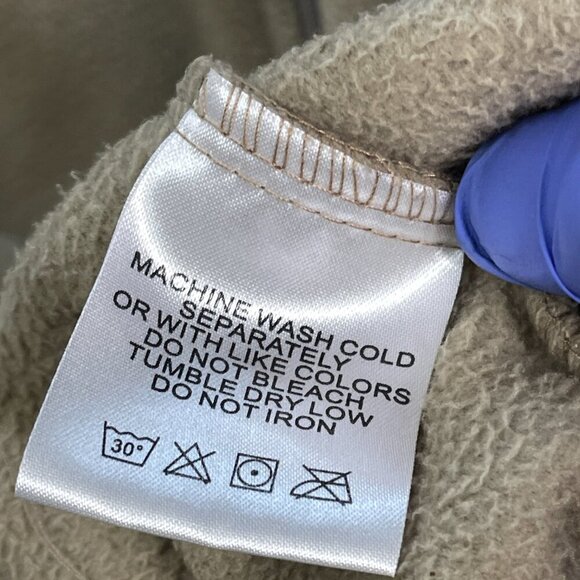 MACHINE WASH COLD
SEPARATELY
OR WITH LIKE COLORS
DO NOT BLEACH
TUMBLE DRY LOW
DO NOT IRON
30°